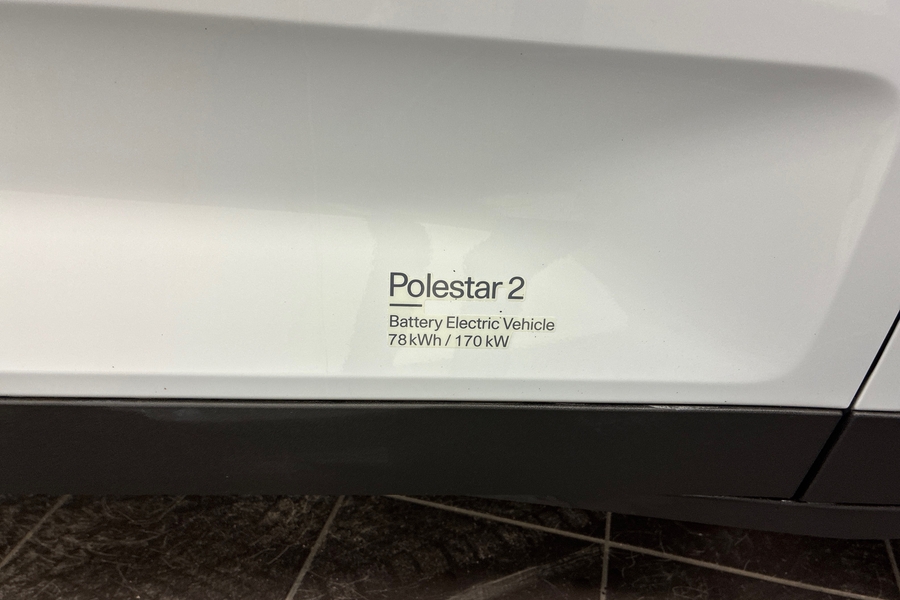 Polestar 2
Battery Electric Vehicle
78 kWh / 170 kW